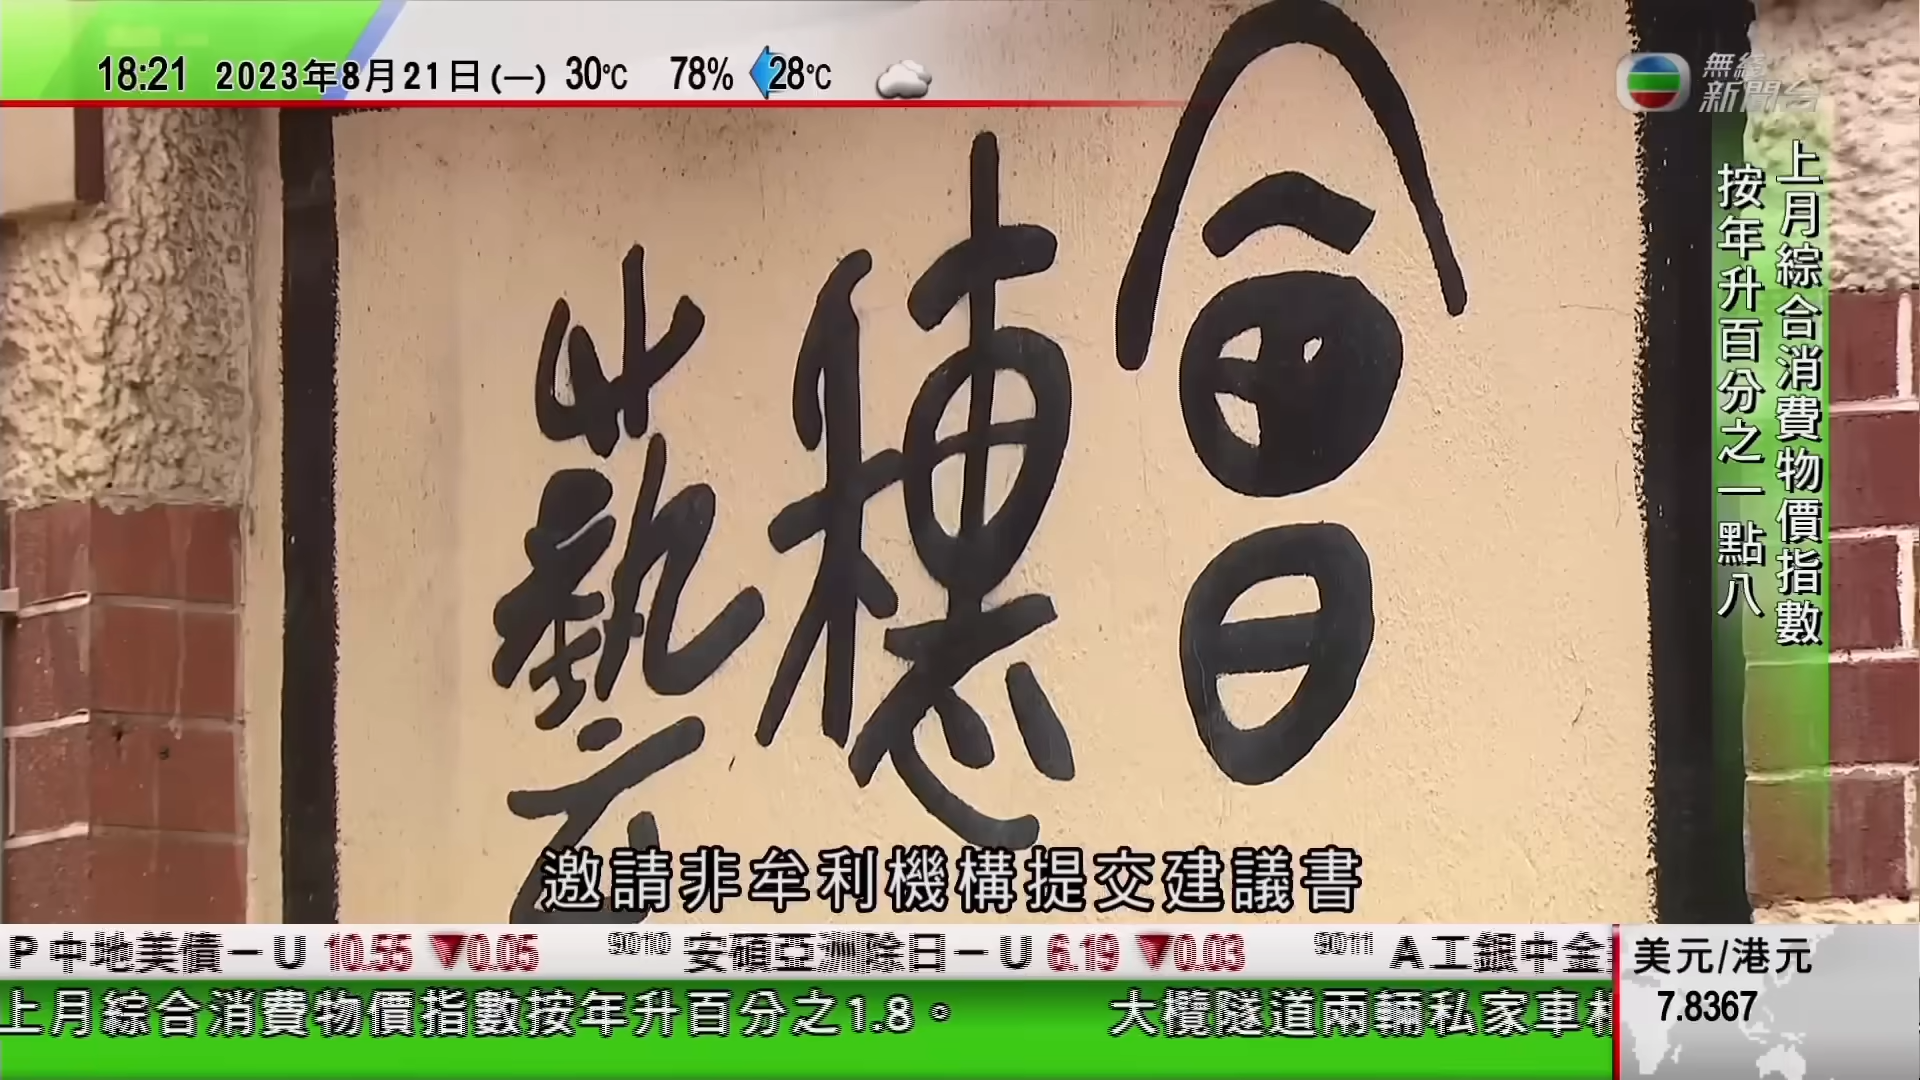 18:21 2023年8月21日(一) 30℃ 78% 28℃
無綫
新聞台
上月綜合消費物價指數
按年升百分之一點八
藝穗會
邀請非牟利機構提交建議書
P中地美債－U 10.55 ▼0.05 9010 安碩亞洲除日－U 6.19 ▼0.03 9011 A工銀中金
美元/港元
7.8367
上月綜合消費物價指數按年升百分之1.8。 大欖隧道兩輛私家車